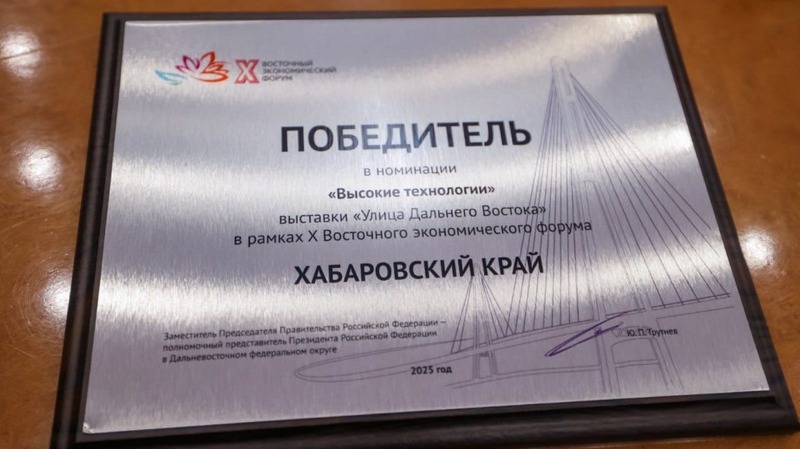 X ВОСТОЧНЫЙ
ЭКОНОМИЧЕСКИЙ
ФОРУМ
ПОБЕДИТЕЛЬ
в номинации
«Высокие технологии»
выставки «Улица Дальнего Востока»
в рамках X Восточного экономического форума
ХАБАРОВСКИЙ КРАЙ
Заместитель Председателя Правительства Российской Федерации –
полномочный представитель Президента Российской Федерации
в Дальневосточном федеральном округе
Ю.П. Трутнев
2025 год